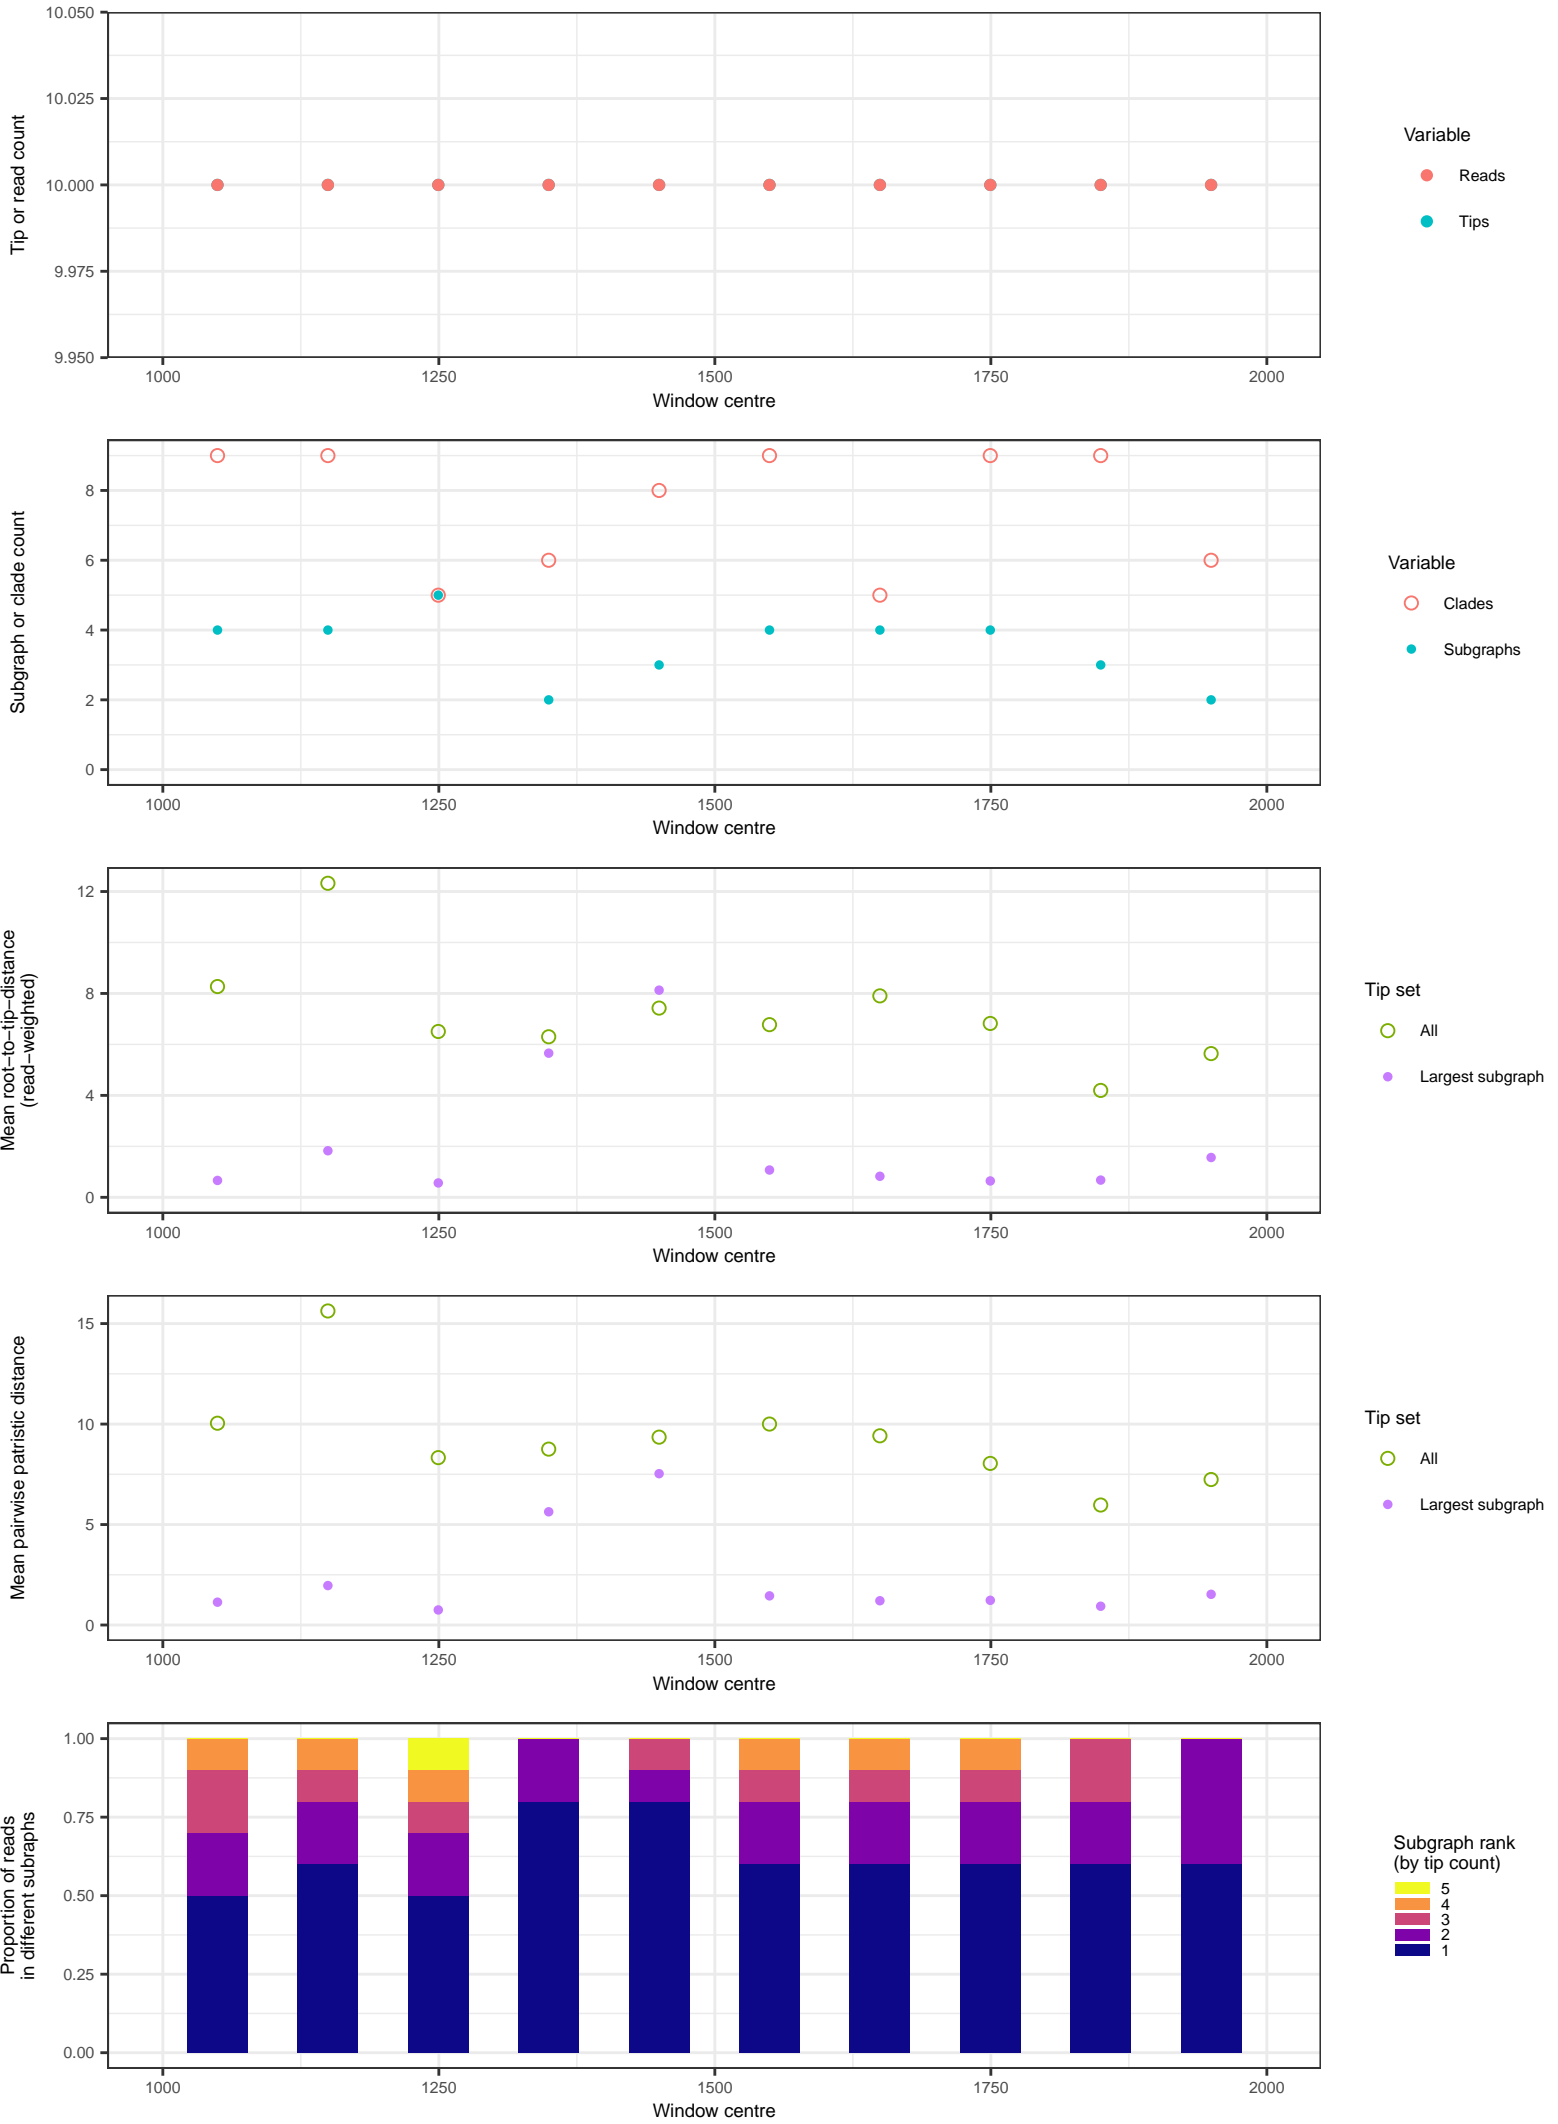 10.050
10.025
10.000
9.975
9.950
Tip or read count
1000
1250
1500
1750
2000
Window centre
Variable
Reads
Tips
8
6
4
2
0
Subgraph or clade count
1000
1250
1500
1750
2000
Window centre
Variable
Clades
Subgraphs
12
8
4
0
Mean root−to−tip−distance
(read−weighted)
1000
1250
1500
1750
2000
Window centre
Tip set
All
Largest subgraph
15
10
5
0
Mean pairwise patristic distance
1000
1250
1500
1750
2000
Window centre
Tip set
All
Largest subgraph
1.00
0.75
0.50
0.25
0.00
Proportion of reads
in different subraphs
1000
1250
1500
1750
2000
Window centre
Subgraph rank
(by tip count)
5
4
3
2
1